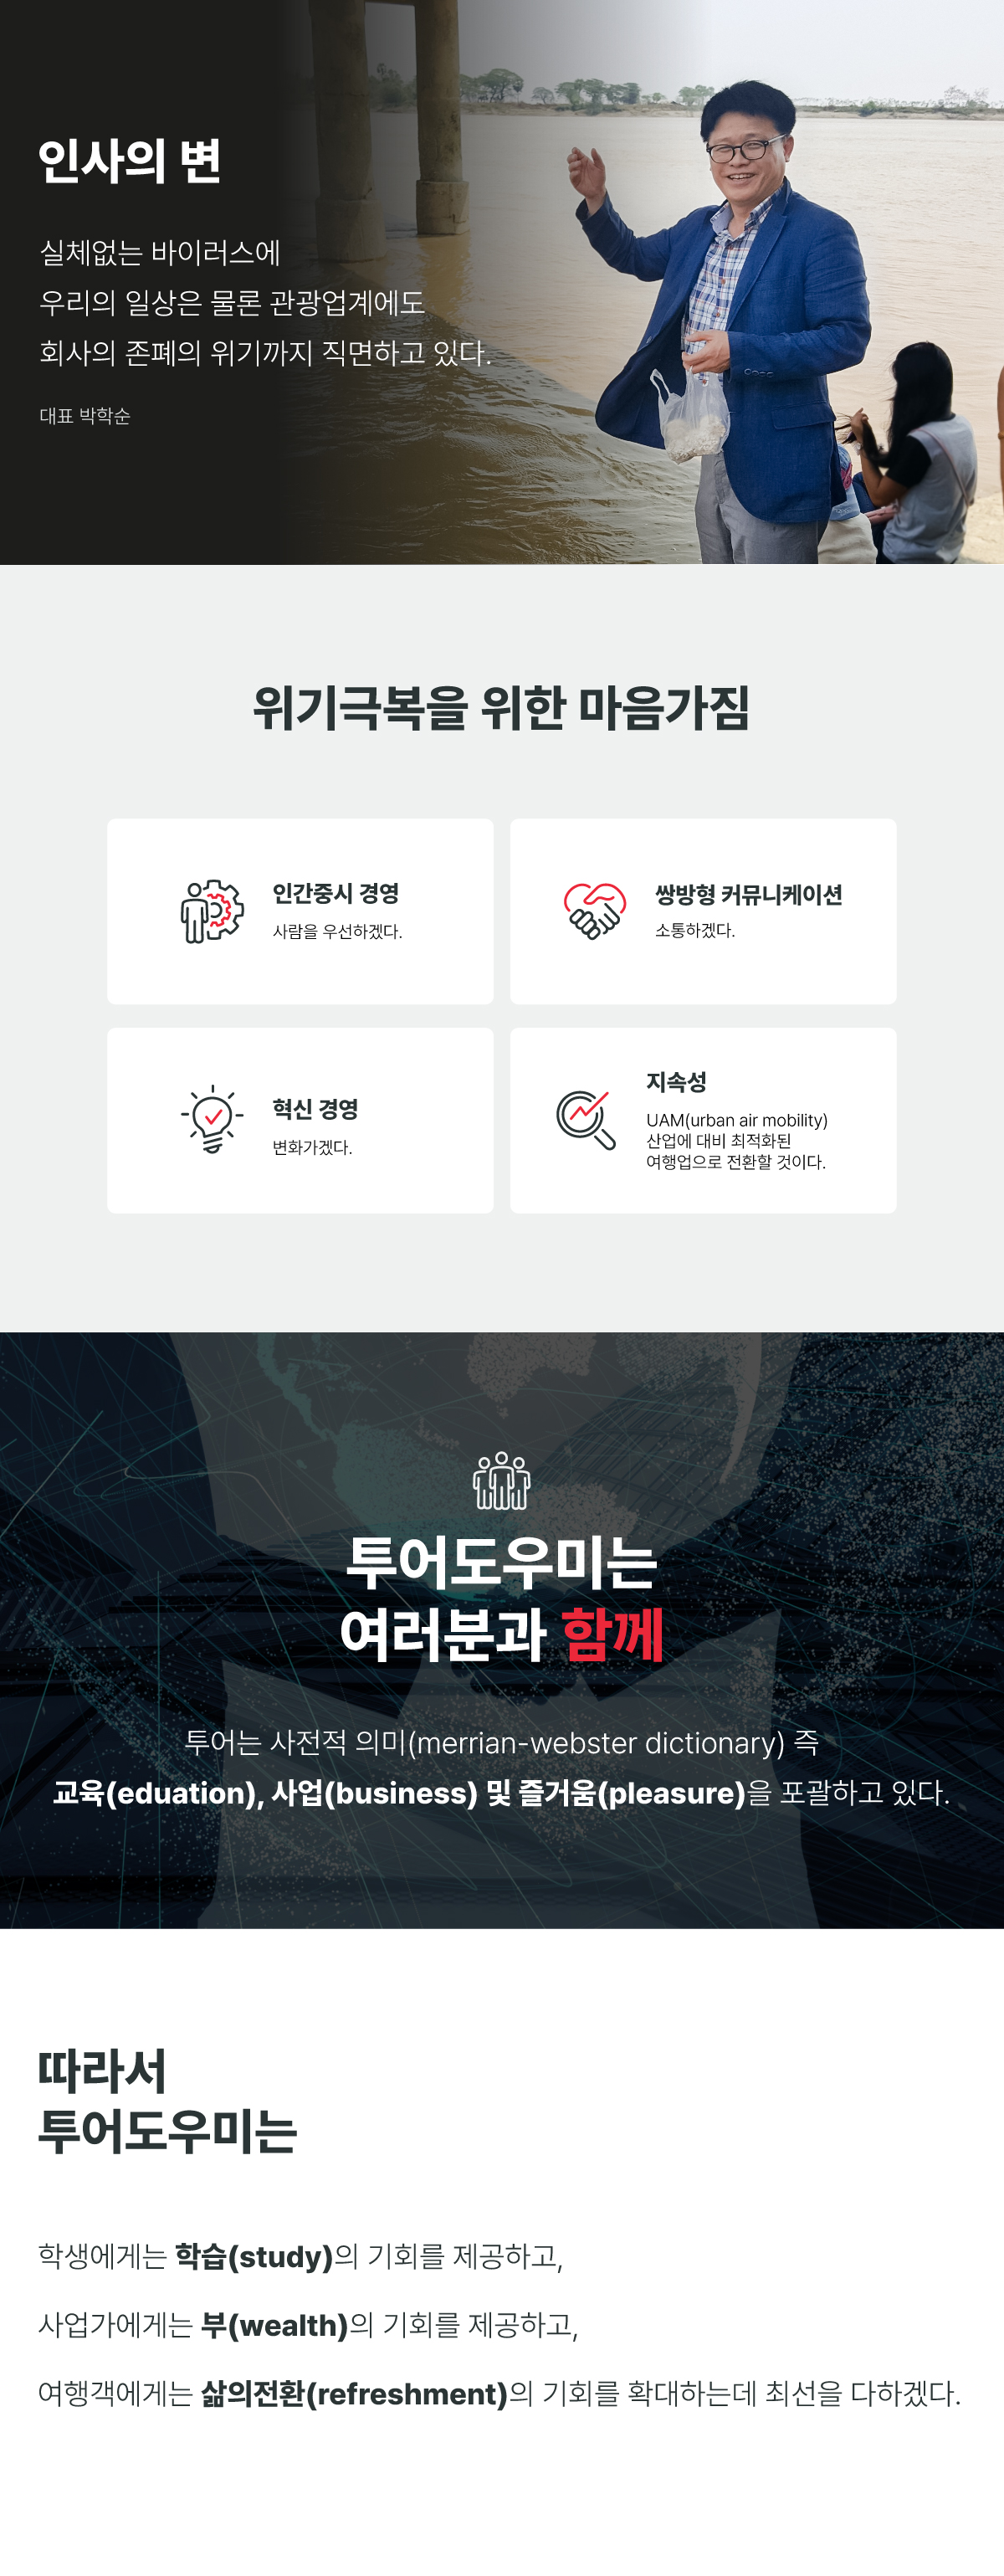 인사의 변
실체없는 바이러스에
우리의 일상은 물론 관광업계에도
회사의 존폐의 위기까지 직면하고 있다.
대표 박학순
위기극복을 위한 마음가짐
인간중시 경영
사람을 우선하겠다.
쌍방형 커뮤니케이션
소통하겠다.
혁신 경영
변화가겠다.
지속성
UAM(urban air mobility)
산업에 대비 최적화된
여행업으로 전환할 것이다.
투어도우미는
여러분과 함께
투어는 사전적 의미(merrian-webster dictionary) 즉
교육(eduation), 사업(business) 및 즐거움(pleasure)을 포괄하고 있다.
따라서
투어도우미는
학생에게는 학습(study)의 기회를 제공하고,
사업가에게는 부(wealth)의 기회를 제공하고,
여행객에게는 삶의전환(refreshment)의 기회를 확대하는데 최선을 다하겠다.